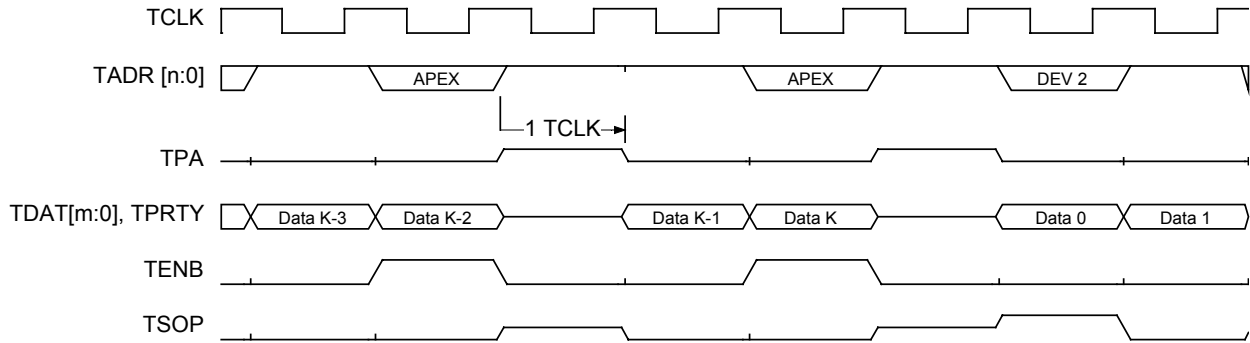 TCLK
TADR [n:0]
APEX
APEX
DEV 2
1 TCLK
TPA
TDAT[m:0], TPRTY
Data K-3
Data K-2
Data K-1
Data K
Data 0
Data 1
TENB
TSOP